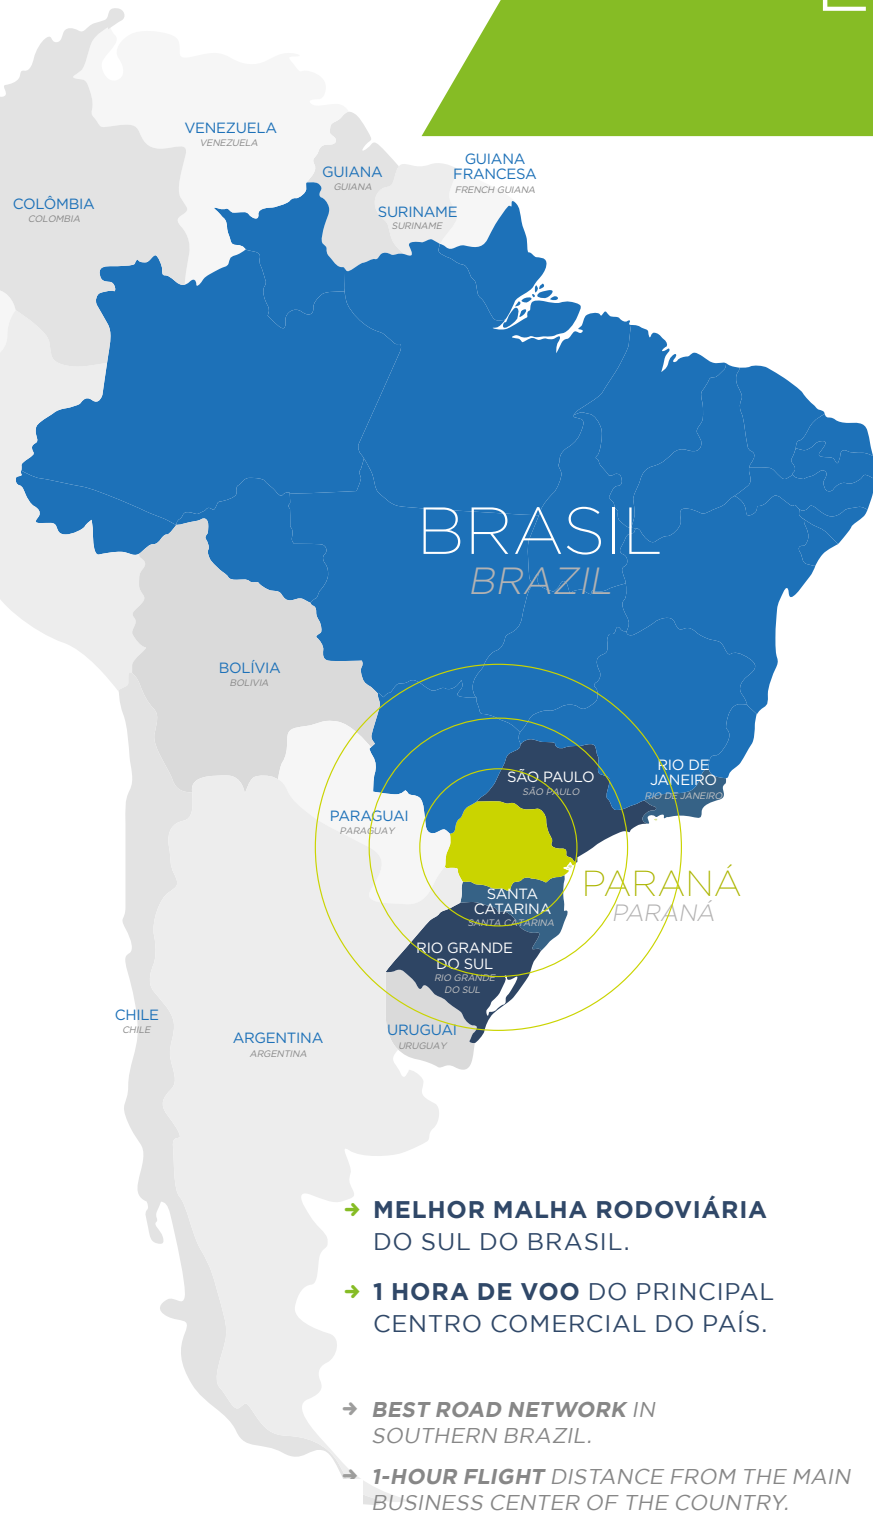 VENEZUELA
VENEZUELA
GUIANA
GUIANA
GUIANA
FRANCESA
FRENCH GUIANA
COLÔMBIA
COLOMBIA
SURINAME
SURINAME
BRASIL
BRAZIL
BOLÍVIA
BOLIVIA
SÃO PAULO
SÃO PAULO
RIO DE
JANEIRO
RIO DE JANEIRO
PARAGUAI
PARAGUAY
PARANÁ
PARANÁ
SANTA
CATARINA
SANTA CATARINA
RIO GRANDE
DO SUL
RIO GRANDE
DO SUL
CHILE
CHILE
ARGENTINA
ARGENTINA
URUGUAI
URUGUAY
→ MELHOR MALHA RODOVIÁRIA
DO SUL DO BRASIL.
→ 1 HORA DE VOO DO PRINCIPAL
CENTRO COMERCIAL DO PAÍS.
→ BEST ROAD NETWORK IN
SOUTHERN BRAZIL.
→ 1-HOUR FLIGHT DISTANCE FROM THE MAIN
BUSINESS CENTER OF THE COUNTRY.